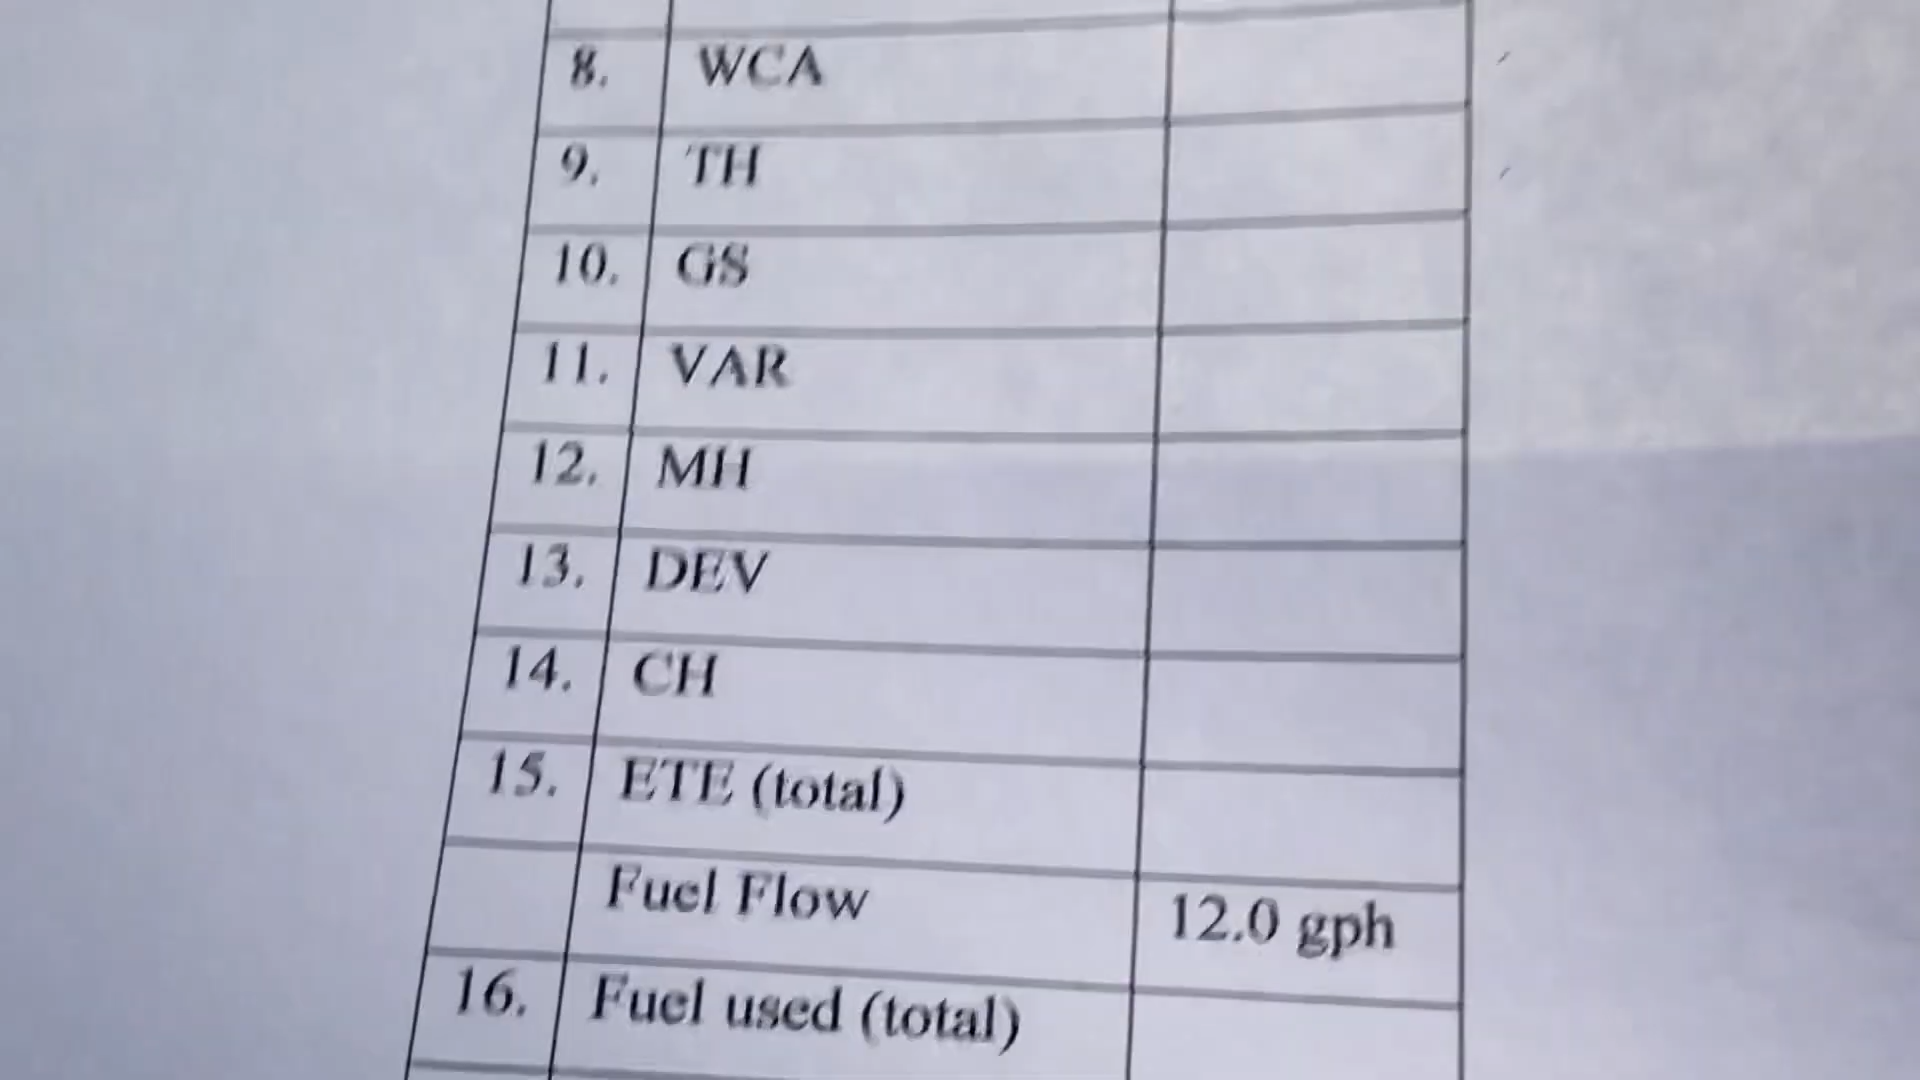 8. WCA
9. TH
10. GS
11. VAR
12. MH
13. DEV
14. CH
15. ETE (total)
Fuel Flow 12.0 gph
16. Fuel used (total)